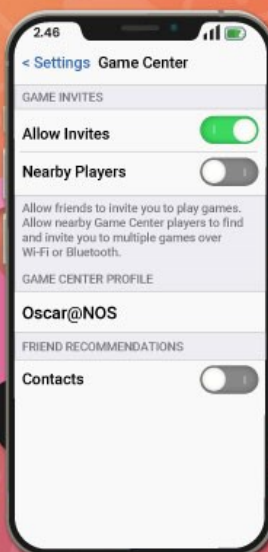 2.46
< Settings Game Center
GAME INVITES
Allow Invites
Nearby Players
Allow friends to invite you to play games.
Allow nearby Game Center players to find
and invite you to multiple games over
Wi-Fi or Bluetooth.
GAME CENTER PROFILE
Oscar@NOS
FRIEND RECOMMENDATIONS
Contacts